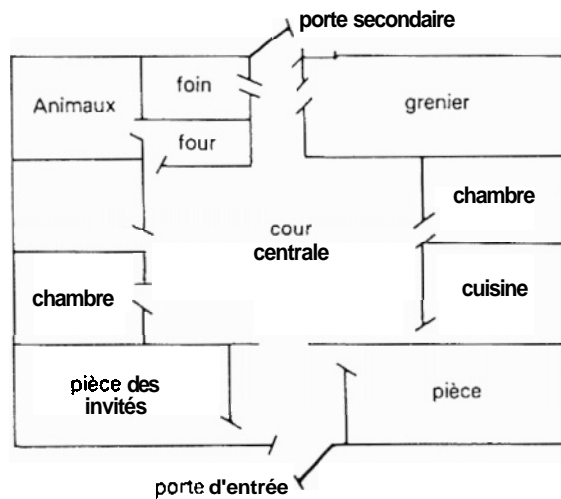 porte secondaire
foin
Animaux
grenier
four
chambre
cour
centrale
chambre
cuisine
pièce des
invités
pièce
porte d'entrée